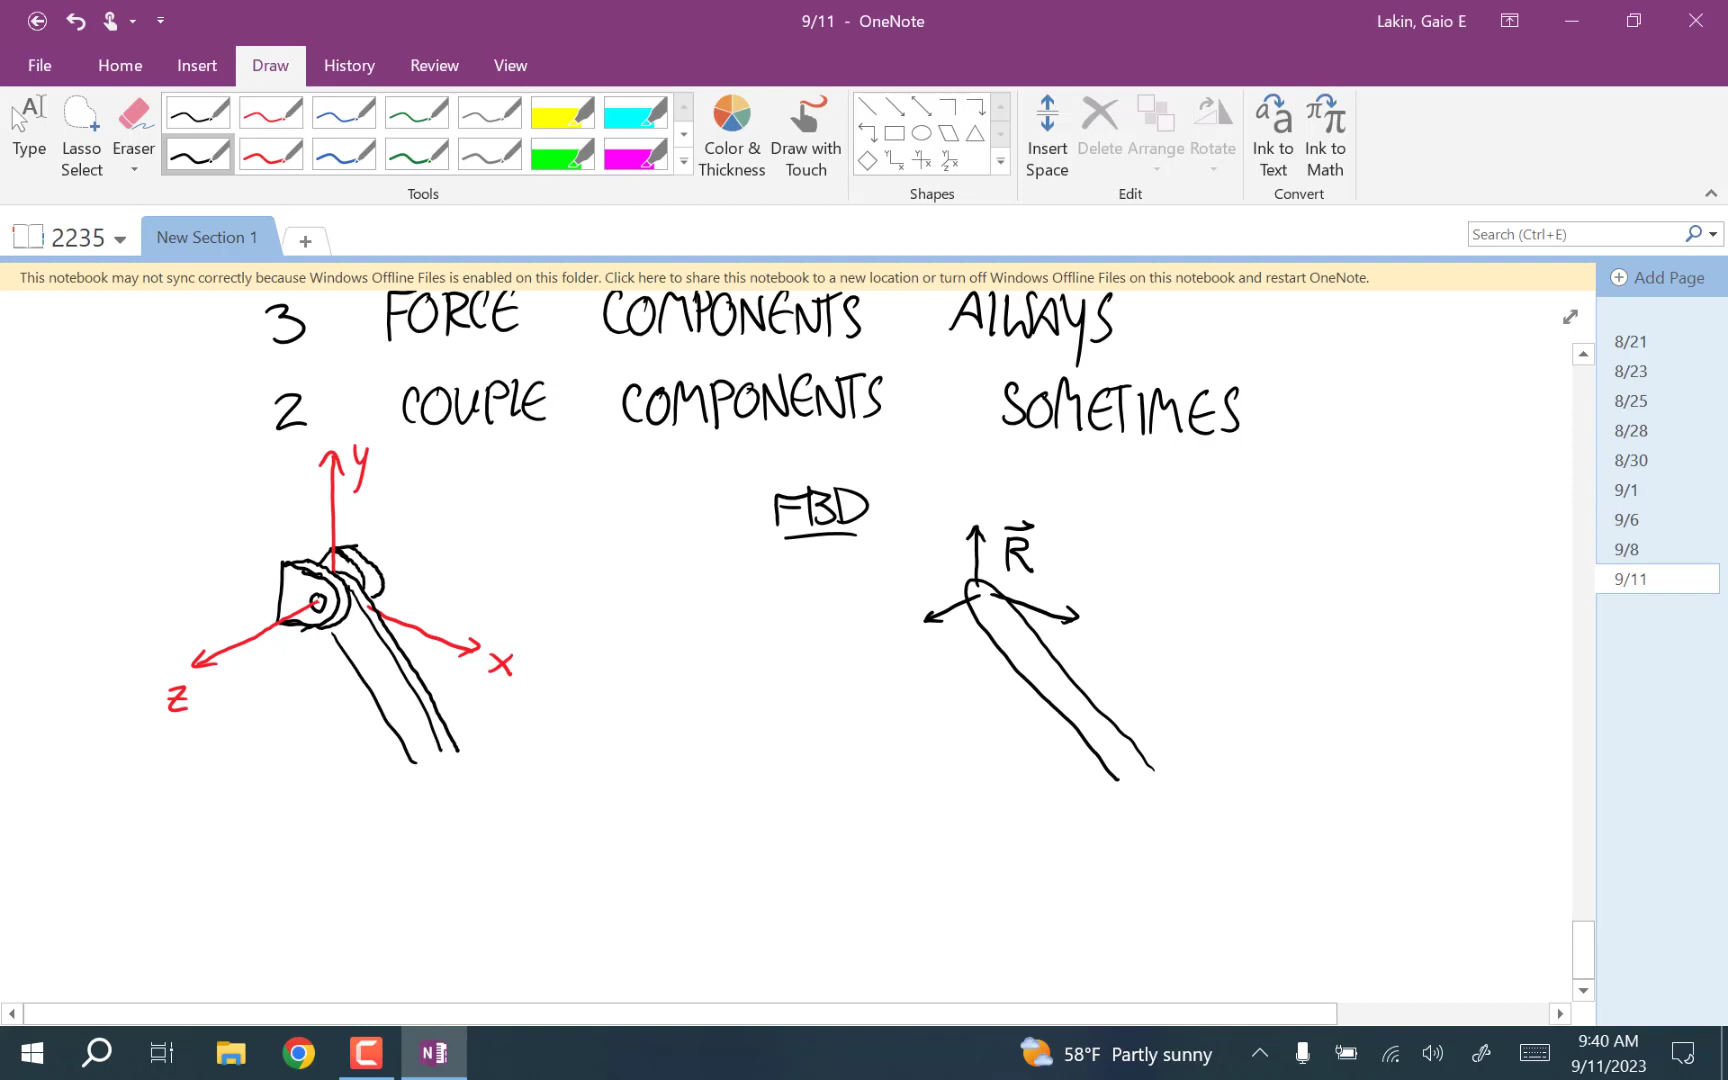 9/11 - OneNote
Lakin, Gaio E
File Home Insert Draw History Review View
Type
Lasso Select
Eraser
Color & Thickness
Draw with Touch
Insert Space
Delete
Arrange
Rotate
Ink to Text
Ink to Math
Tools
Shapes
Edit
Convert
2235
New Section 1
Search (Ctrl+E)
This notebook may not sync correctly because Windows Offline Files is enabled on this folder. Click here to share this notebook to a new location or turn off Windows Offline Files on this notebook and restart OneNote.
Add Page
8/21
8/23
8/25
8/28
8/30
9/1
9/6
9/8
9/11
3 FORCE COMPONENTS ALWAYS
2 COUPLE COMPONENTS SOMETIMES
y
x
z
FBD
R
58°F Partly sunny
9:40 AM
9/11/2023